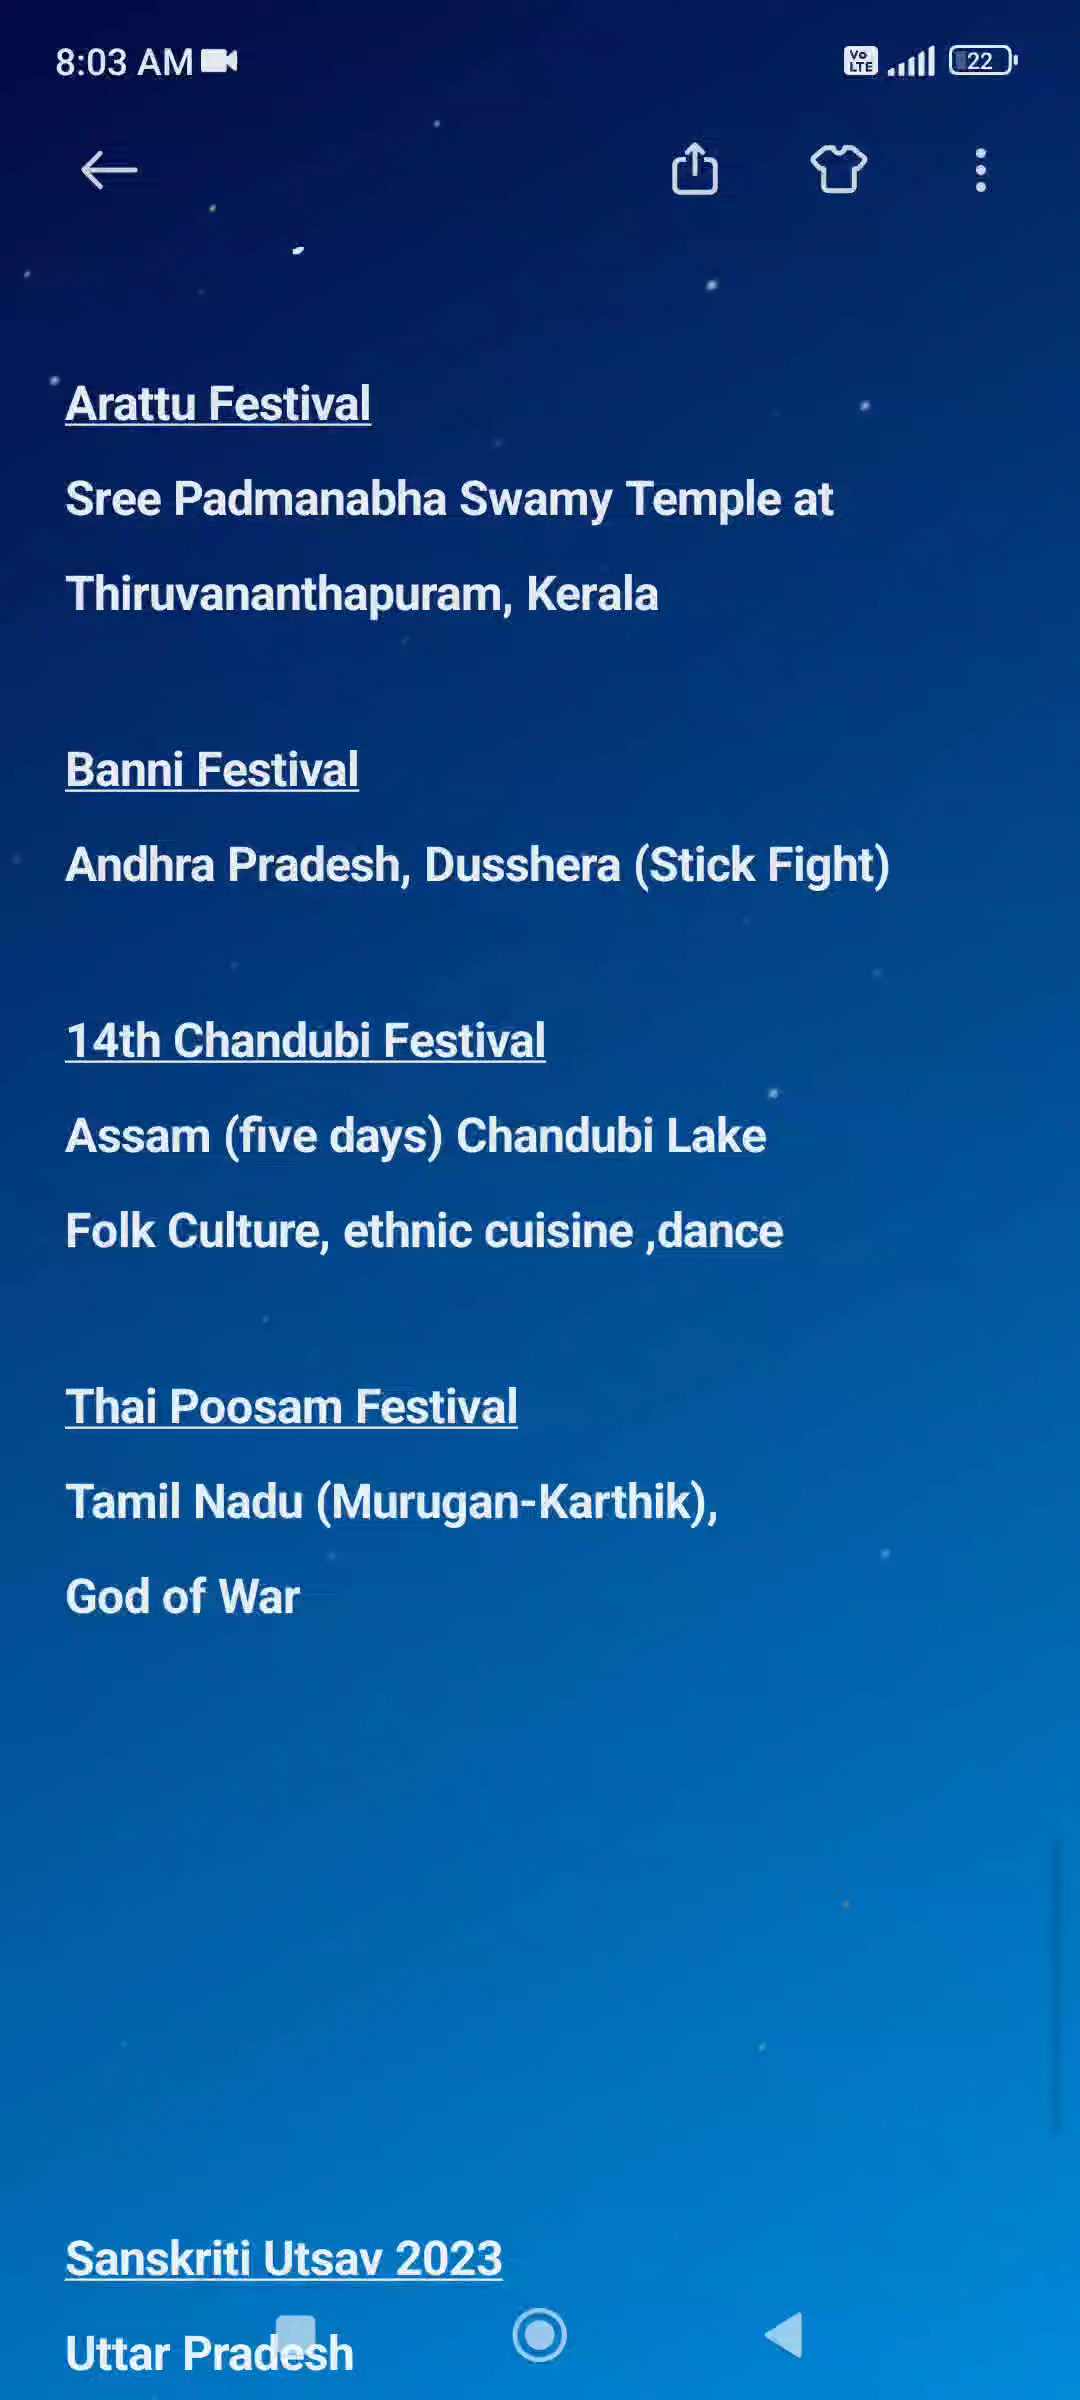 8:03 AM
Vo LTE
22
Arattu Festival
Sree Padmanabha Swamy Temple at
Thiruvananthapuram, Kerala
Banni Festival
Andhra Pradesh, Dusshera (Stick Fight)
14th Chandubi Festival
Assam (five days) Chandubi Lake
Folk Culture, ethnic cuisine ,dance
Thai Poosam Festival
Tamil Nadu (Murugan-Karthik),
God of War
Sanskriti Utsav 2023
Uttar Pradesh